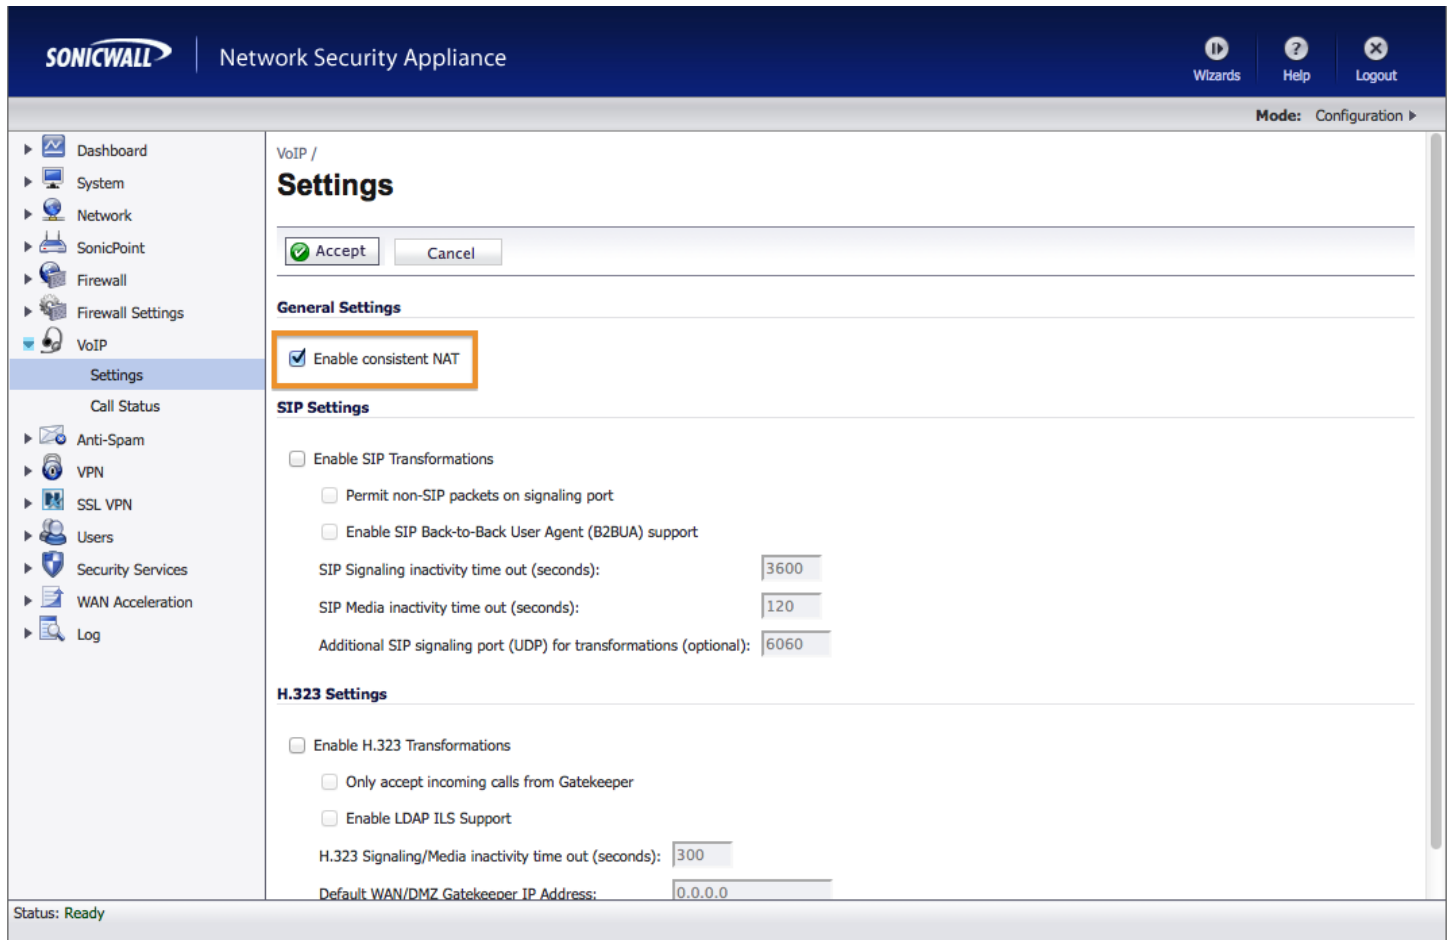 SONICWALL
Network Security Appliance
Wizards
Help
Logout
Mode: Configuration
Dashboard
System
Network
SonicPoint
Firewall
Firewall Settings
VoIP
Settings
Call Status
Anti-Spam
VPN
SSL VPN
Users
Security Services
WAN Acceleration
Log
VoIP /
Settings
Accept
Cancel
General Settings
Enable consistent NAT
SIP Settings
Enable SIP Transformations
Permit non-SIP packets on signaling port
Enable SIP Back-to-Back User Agent (B2BUA) support
SIP Signaling inactivity time out (seconds): 3600
SIP Media inactivity time out (seconds): 120
Additional SIP signaling port (UDP) for transformations (optional): 6060
H.323 Settings
Enable H.323 Transformations
Only accept incoming calls from Gatekeeper
Enable LDAP ILS Support
H.323 Signaling/Media inactivity time out (seconds): 300
Default WAN/DMZ Gatekeeper IP Address: 0.0.0.0
Status: Ready